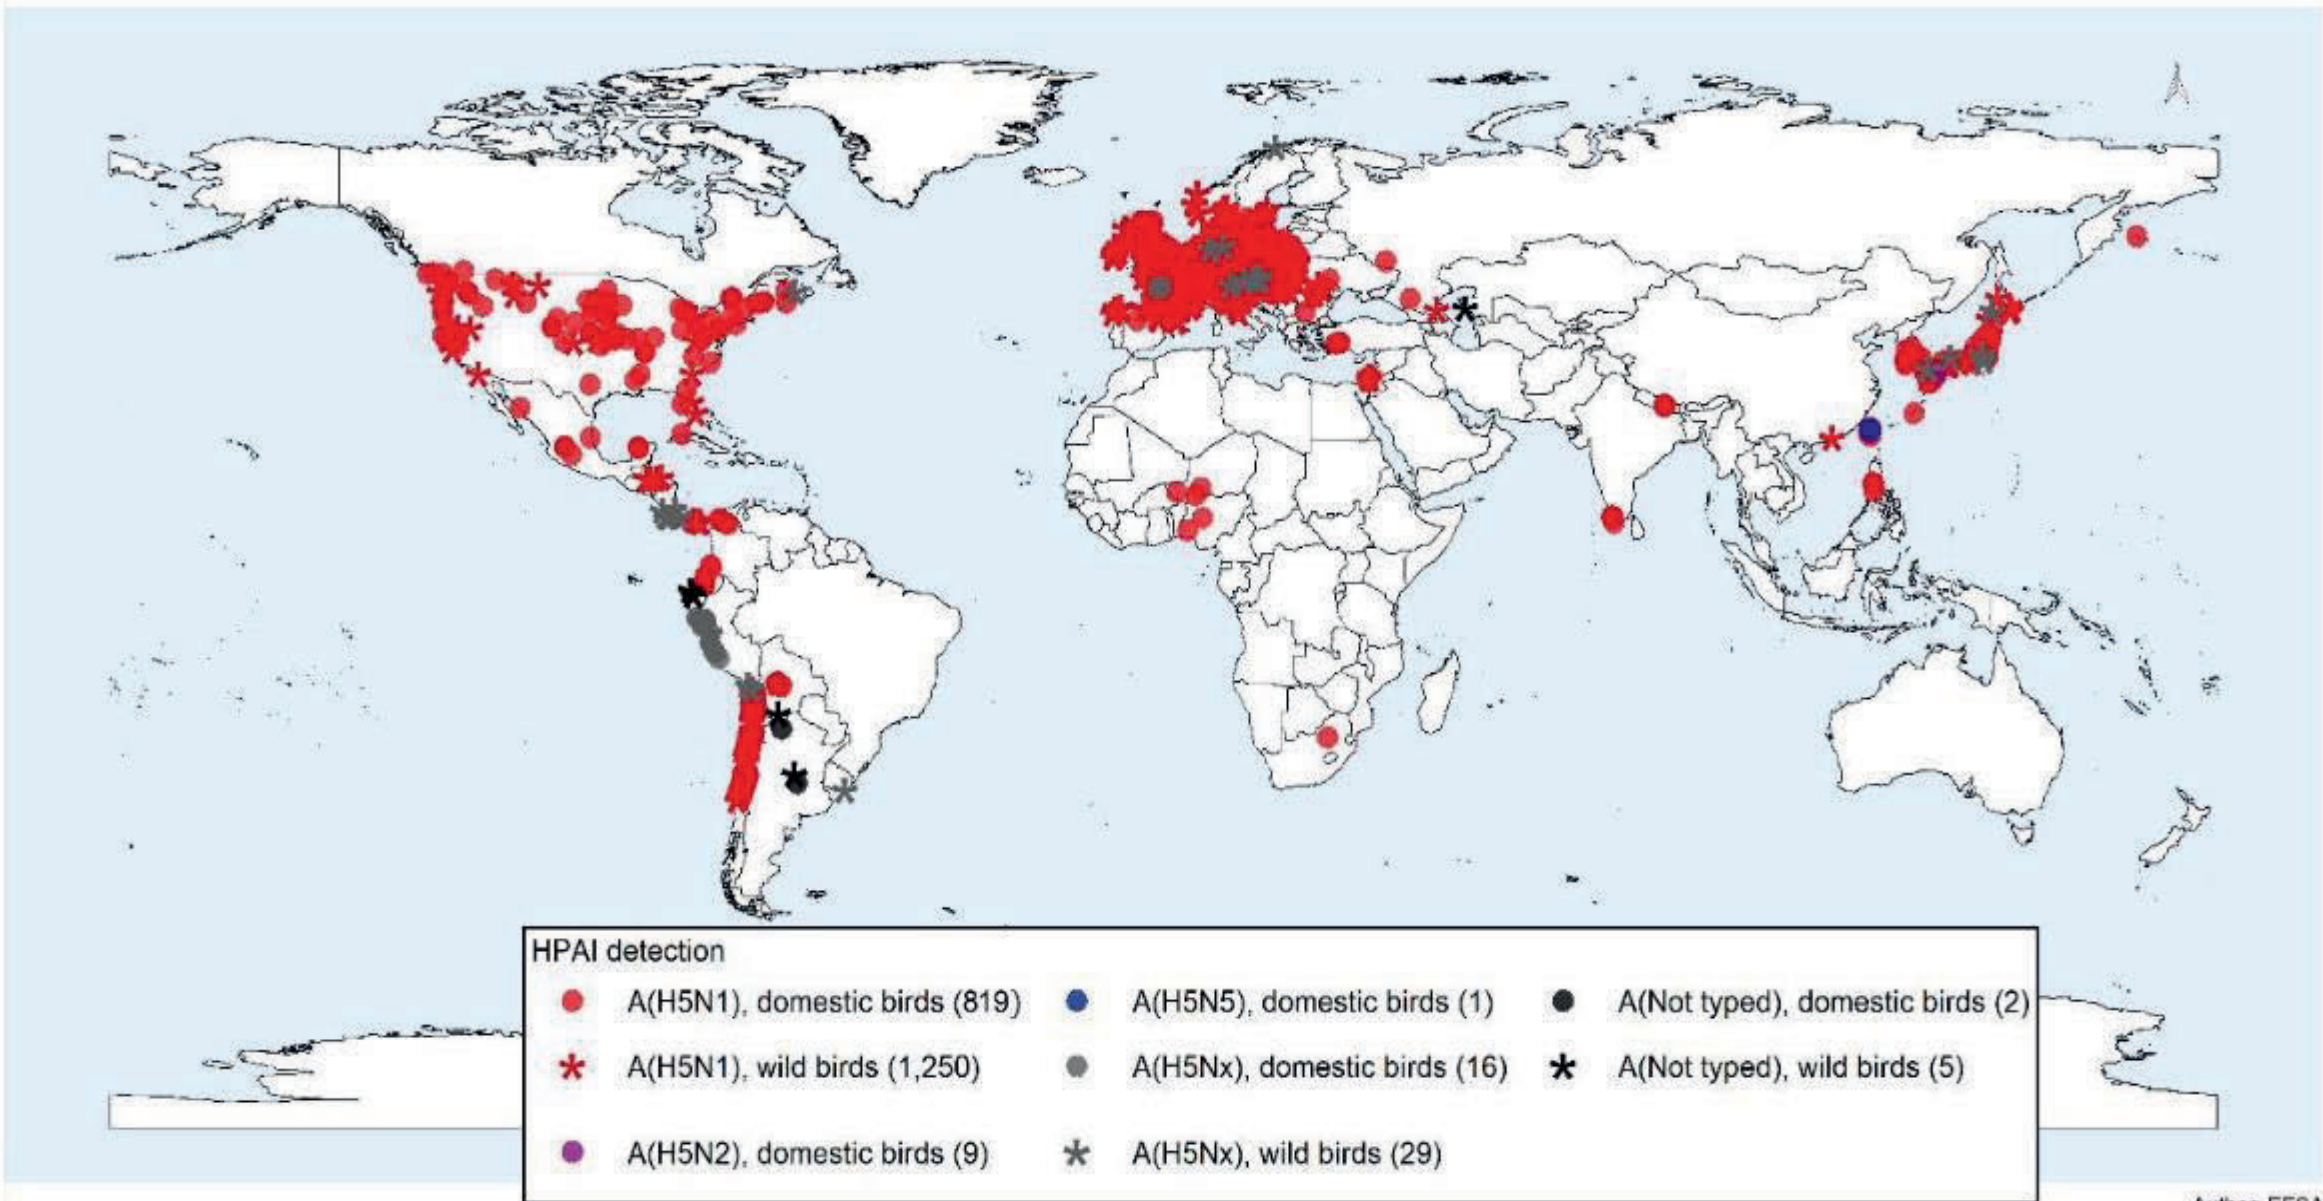 HPAI detection
A(H5N1), domestic birds (819)
A(H5N5), domestic birds (1)
A(Not typed), domestic birds (2)
A(H5N1), wild birds (1,250)
A(H5Nx), domestic birds (16)
A(Not typed), wild birds (5)
A(H5N2), domestic birds (9)
A(H5Nx), wild birds (29)